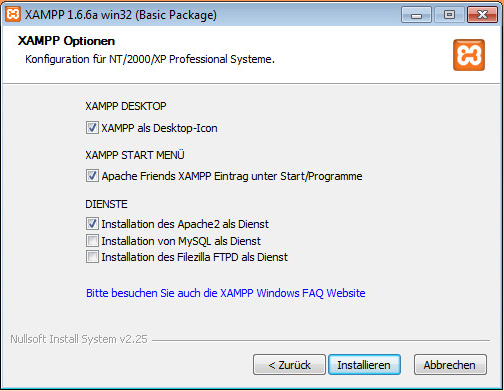 XAMPP 1.6.6a win32 (Basic Package)
XAMPP Optionen
Konfiguration für NT/2000/XP Professional Systeme.
XAMPP DESKTOP
XAMPP als Desktop-Icon
XAMPP START MENÜ
Apache Friends XAMPP Eintrag unter Start/Programme
DIENSTE
Installation des Apache2 als Dienst
Installation von MySQL als Dienst
Installation des Filezilla FTPD als Dienst
Bitte besuchen Sie auch die XAMPP Windows FAQ Website
Nullsoft Install System v2.25
< Zurück Installieren Abbrechen